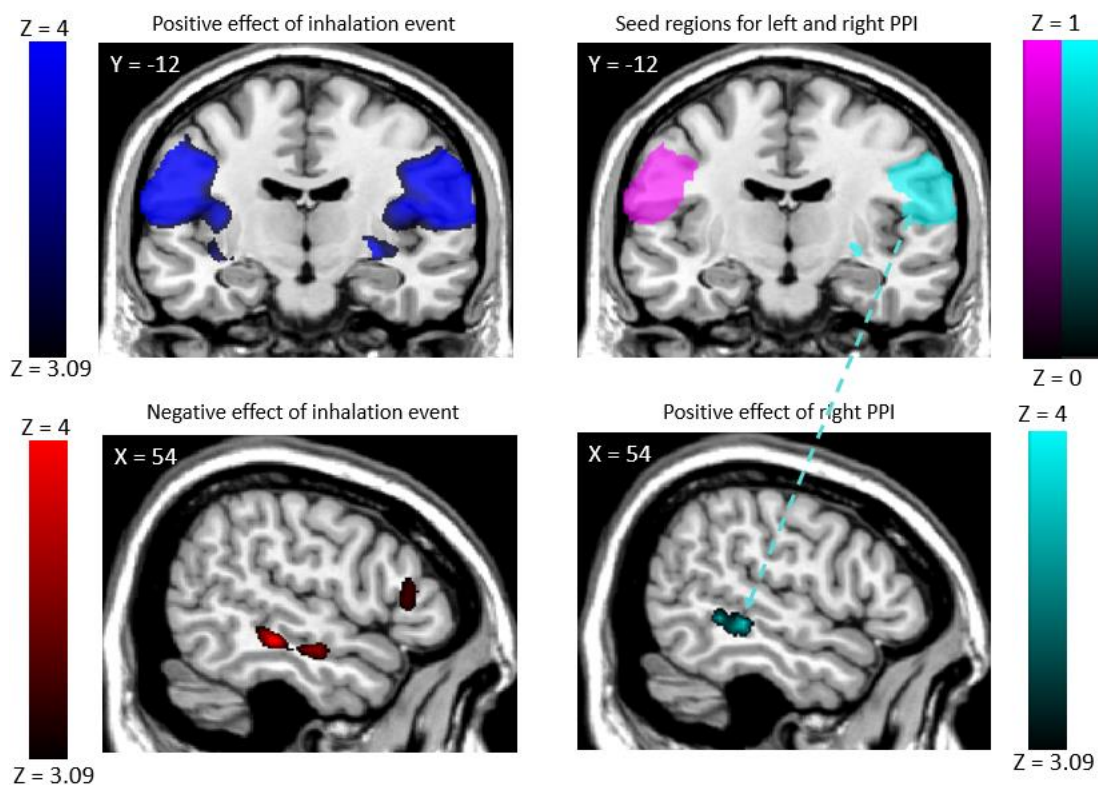 Positive effect of inhalation event
Z = 4
Y = -12
Z = 3.09
Seed regions for left and right PPI
Z = 1
Y = -12
Z = 0
Negative effect of inhalation event
Z = 4
X = 54
Z = 3.09
Positive effect of right PPI
Z = 4
X = 54
Z = 3.09